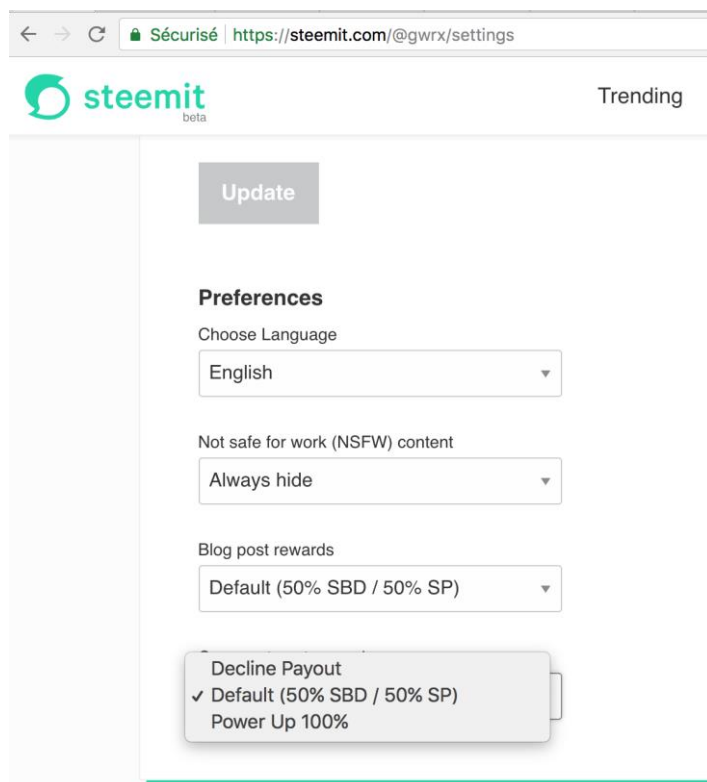 Sécurisé https://steemit.com/@gwrx/settings
steemit
beta
Trending
Update
Preferences
Choose Language
English
Not safe for work (NSFW) content
Always hide
Blog post rewards
Default (50% SBD / 50% SP)
Decline Payout
✓ Default (50% SBD / 50% SP)
Power Up 100%